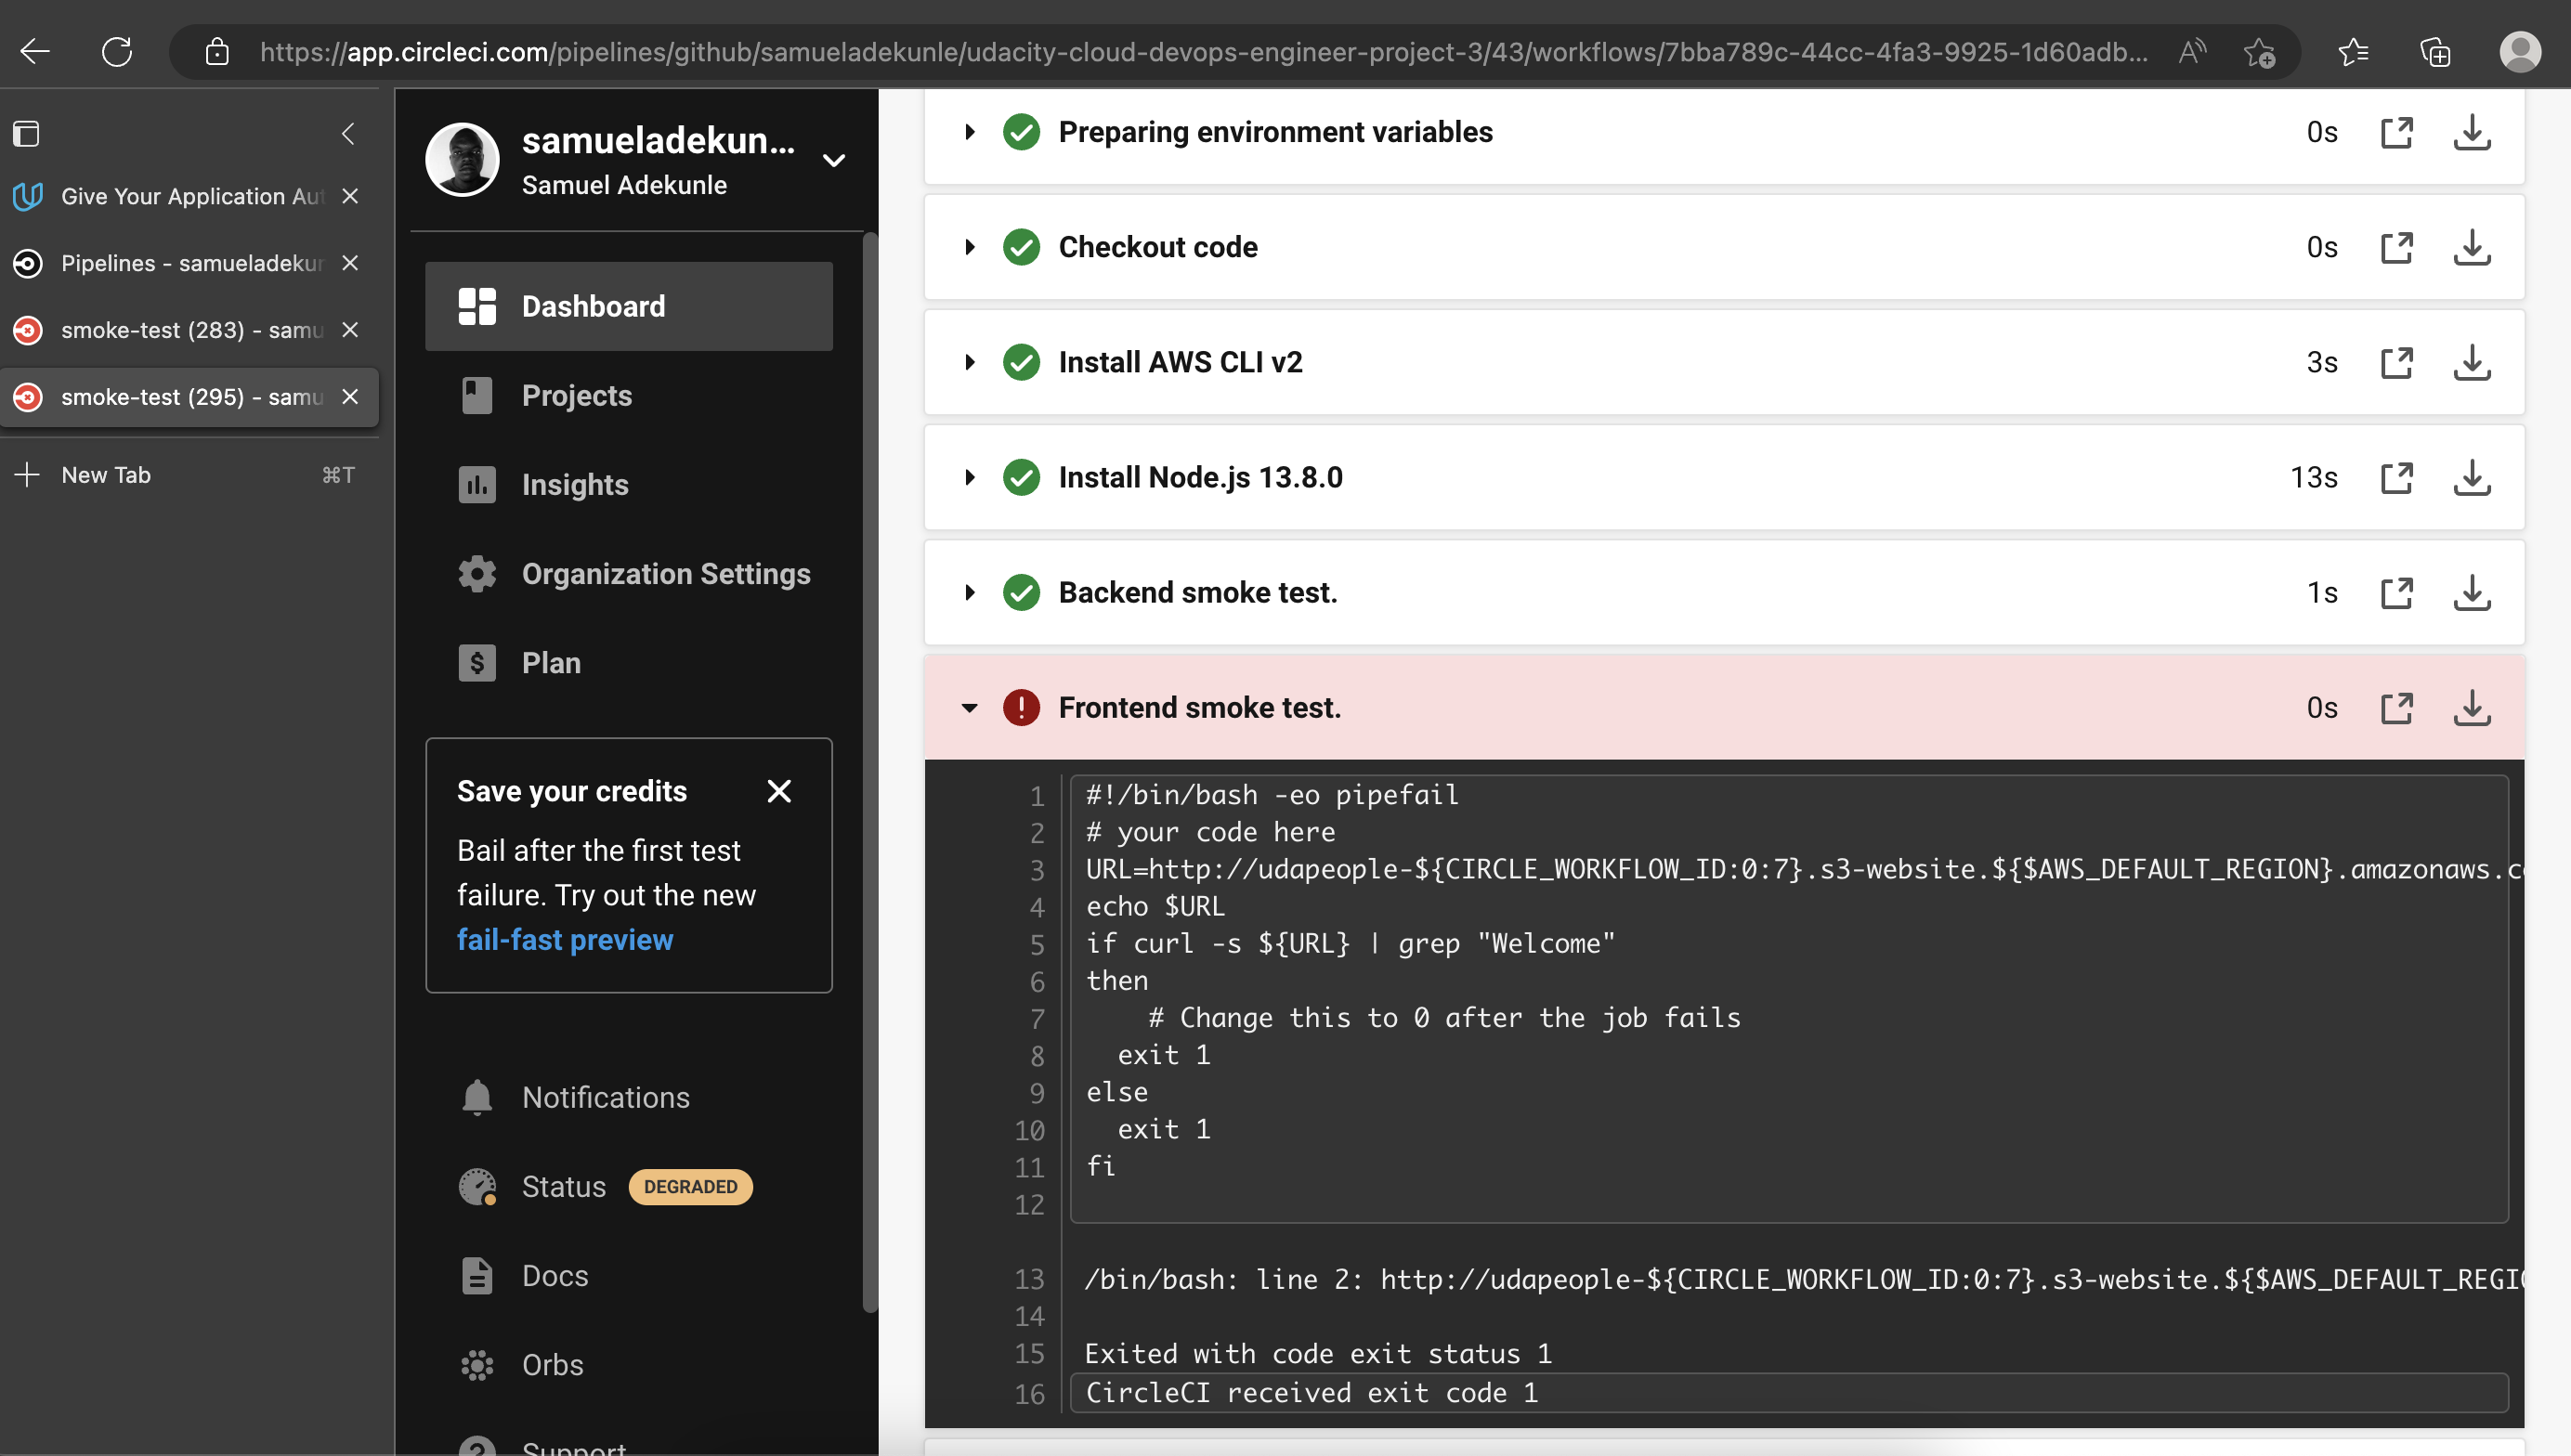 https://app.circleci.com/pipelines/github/samueladekunle/udacity-cloud-devops-engineer-project-3/43/workflows/7bba789c-44cc-4fa3-9925-1d60adb...
Give Your Application Aut
Pipelines - samueladekun
smoke-test (283) - samu
smoke-test (295) - samu
New Tab ⌘T
samueladekun...
Samuel Adekunle
Dashboard
Projects
Insights
Organization Settings
Plan
Save your credits
Bail after the first test
failure. Try out the new
fail-fast preview
Notifications
Status DEGRADED
Docs
Orbs
Support
Preparing environment variables 0s
Checkout code 0s
Install AWS CLI v2 3s
Install Node.js 13.8.0 13s
Backend smoke test. 1s
Frontend smoke test. 0s
1 #!/bin/bash -eo pipefail
2 # your code here
3 URL=http://udapeople-${CIRCLE_WORKFLOW_ID:0:7}.s3-website.${$AWS_DEFAULT_REGION}.amazonaws.c
4 echo $URL
5 if curl -s ${URL} | grep "Welcome"
6 then
7 # Change this to 0 after the job fails
8 exit 1
9 else
10 exit 1
11 fi
12
13 /bin/bash: line 2: http://udapeople-${CIRCLE_WORKFLOW_ID:0:7}.s3-website.${$AWS_DEFAULT_REGI
14
15 Exited with code exit status 1
16 CircleCI received exit code 1